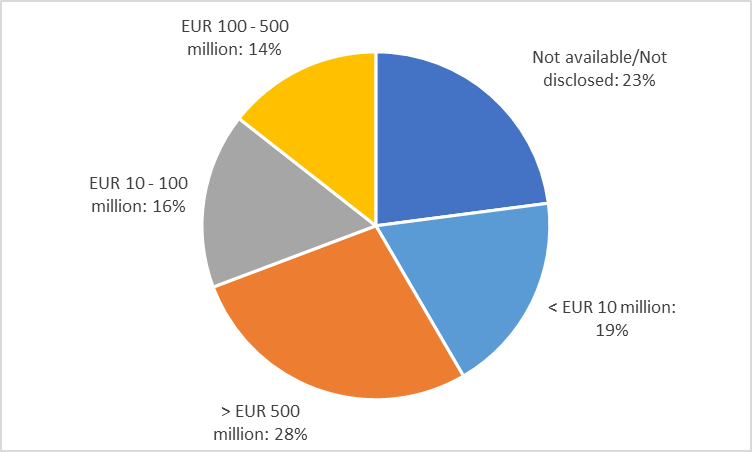 EUR 100 - 500
million: 14%
Not available/Not
disclosed: 23%
EUR 10 - 100
million: 16%
< EUR 10 million:
19%
> EUR 500
million: 28%